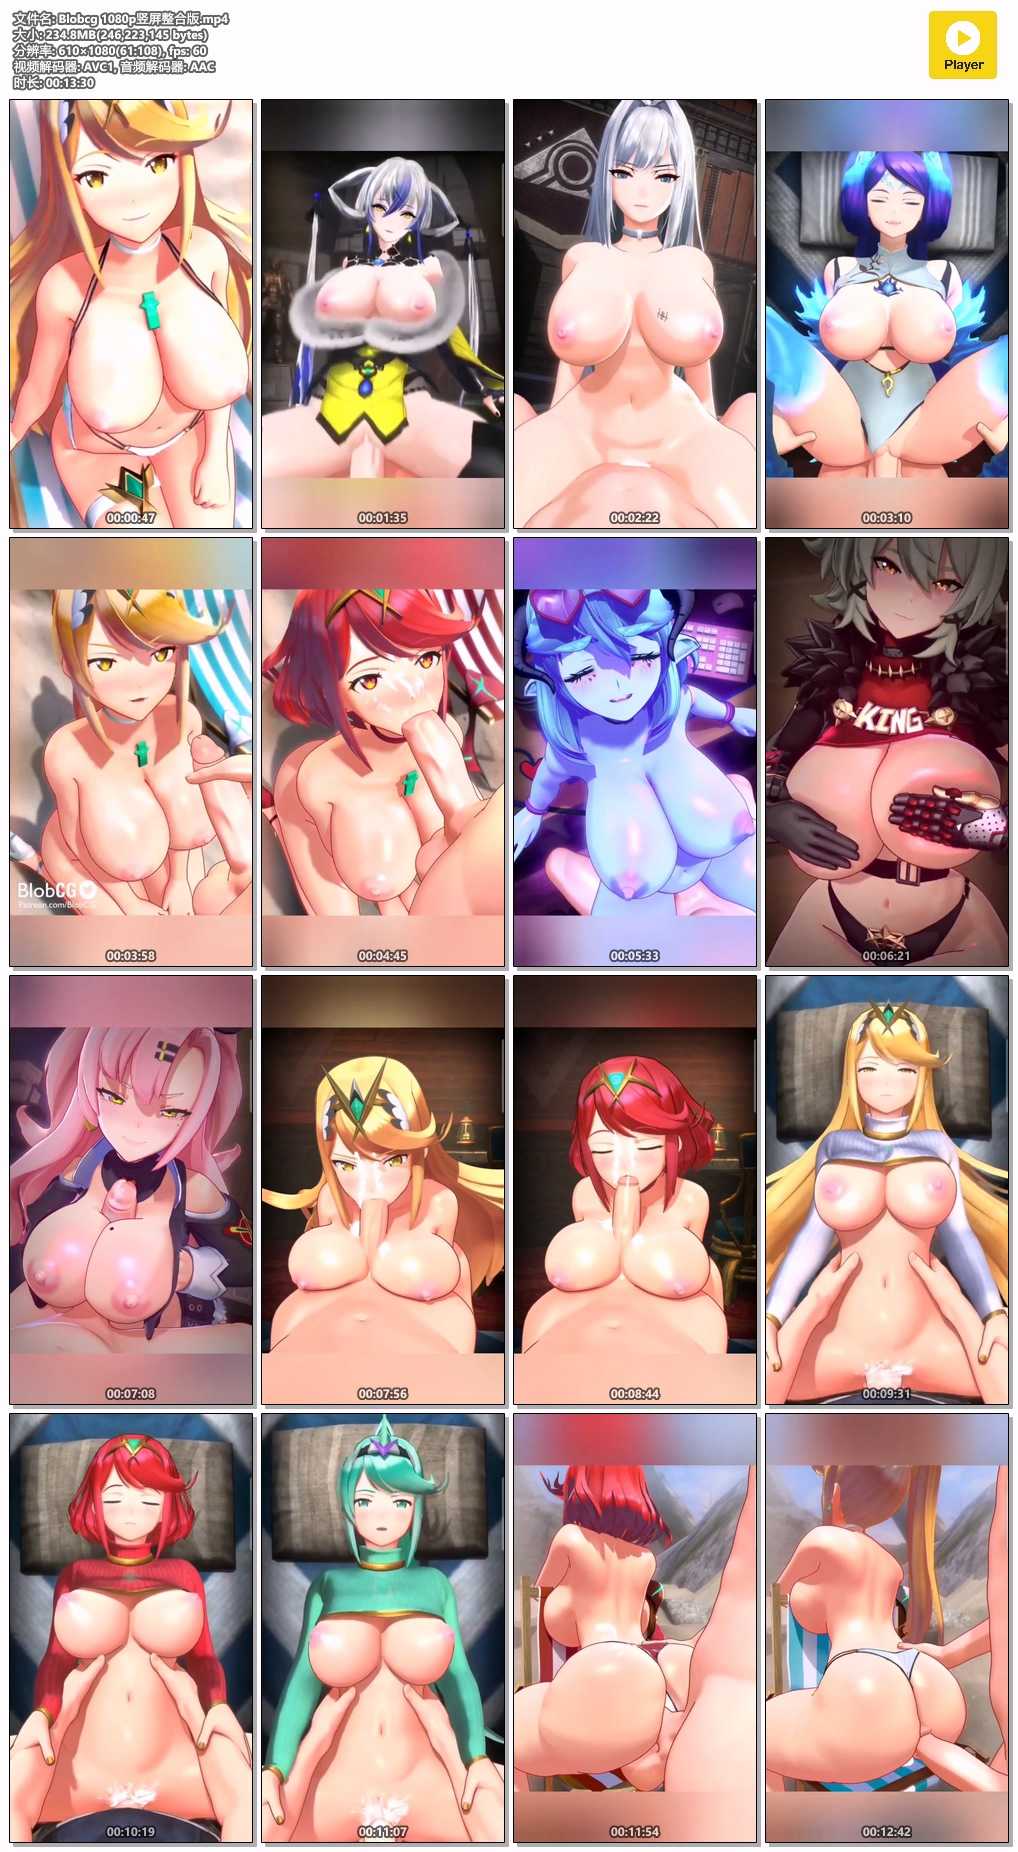 文件名: Blobcg 1080p竖屏整合版.mp4
大小: 234.8MB(246,223,145 bytes)
分辨率: 610×1080(61:108), fps: 60
视频解码器: AVC1, 音频解码器: AAC
时长: 00:13:30
Player
00:00:47
00:01:35
00:02:22
00:03:10
BlobCG
Patreon.com/BlobCG
00:03:58
00:04:45
00:05:33
KING
00:06:21
00:07:08
00:07:56
00:08:44
00:09:31
00:10:19
00:11:07
00:11:54
00:12:42